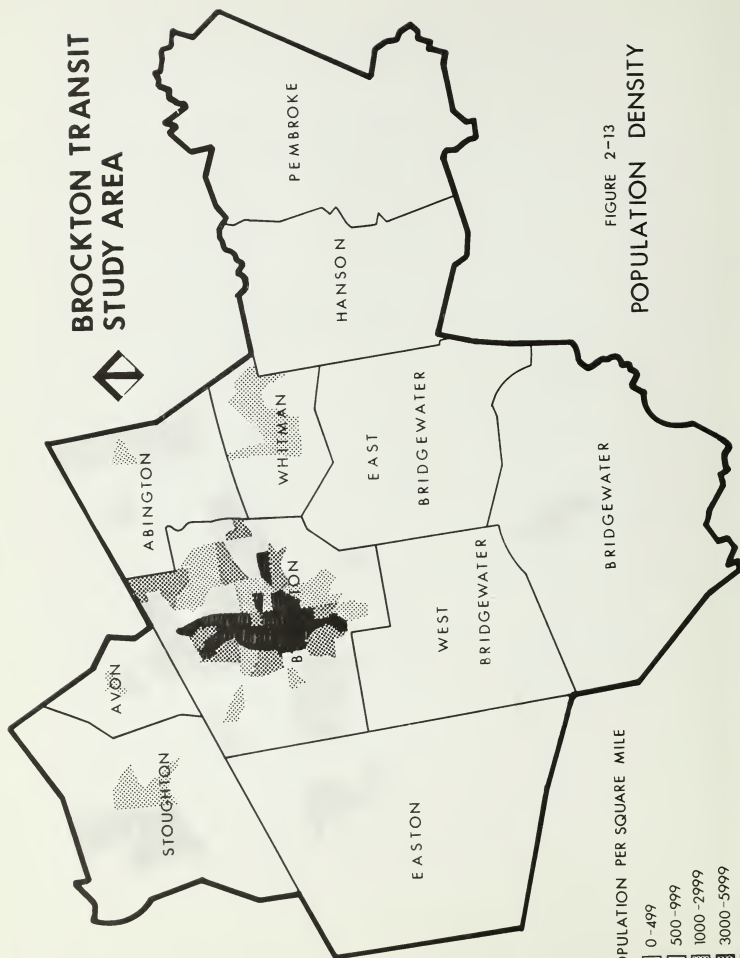 BROCKTON TRANSIT
STUDY AREA
PEMBROKE
HANSON
ABINGTON
WHITMAN
EAST
BRIDGEWATER
AVON
STOUGHTON
WEST
BRIDGEWATER
BRIDGEWATER
EASTON
FIGURE 2-13
POPULATION DENSITY
PER SQUARE MILE
0-499
500-999
1000-2999
3000-5999